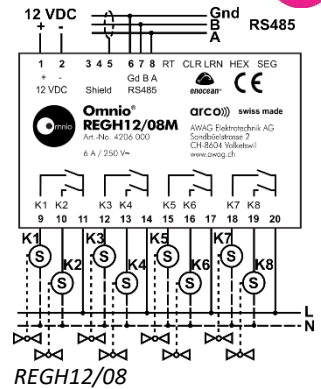 12 VDC Gnd
B RS485
A
+ -
1 2 3 4 5 6 7 8 RT CLR LRN HEX SEG
+ - Gd B A
12 VDC Shield RS485 enocean CE
Omnio
Omnio®
REGH12/08M
Art.-No. 4206 000
6 A / 250 V~
arco swiss made
AWAG Elektrotechnik AG
Sandbüelstrasse 2
CH-8604 Volketswil
www.awag.ch
K1 K2 K3 K4 K5 K6 K7 K8
9 10 11 12 13 14 15 16 17 18 19 20
K1 K3 K5 K7
S S S S
K2 K4 K6 K8
S S S S
L
N
REGH12/08